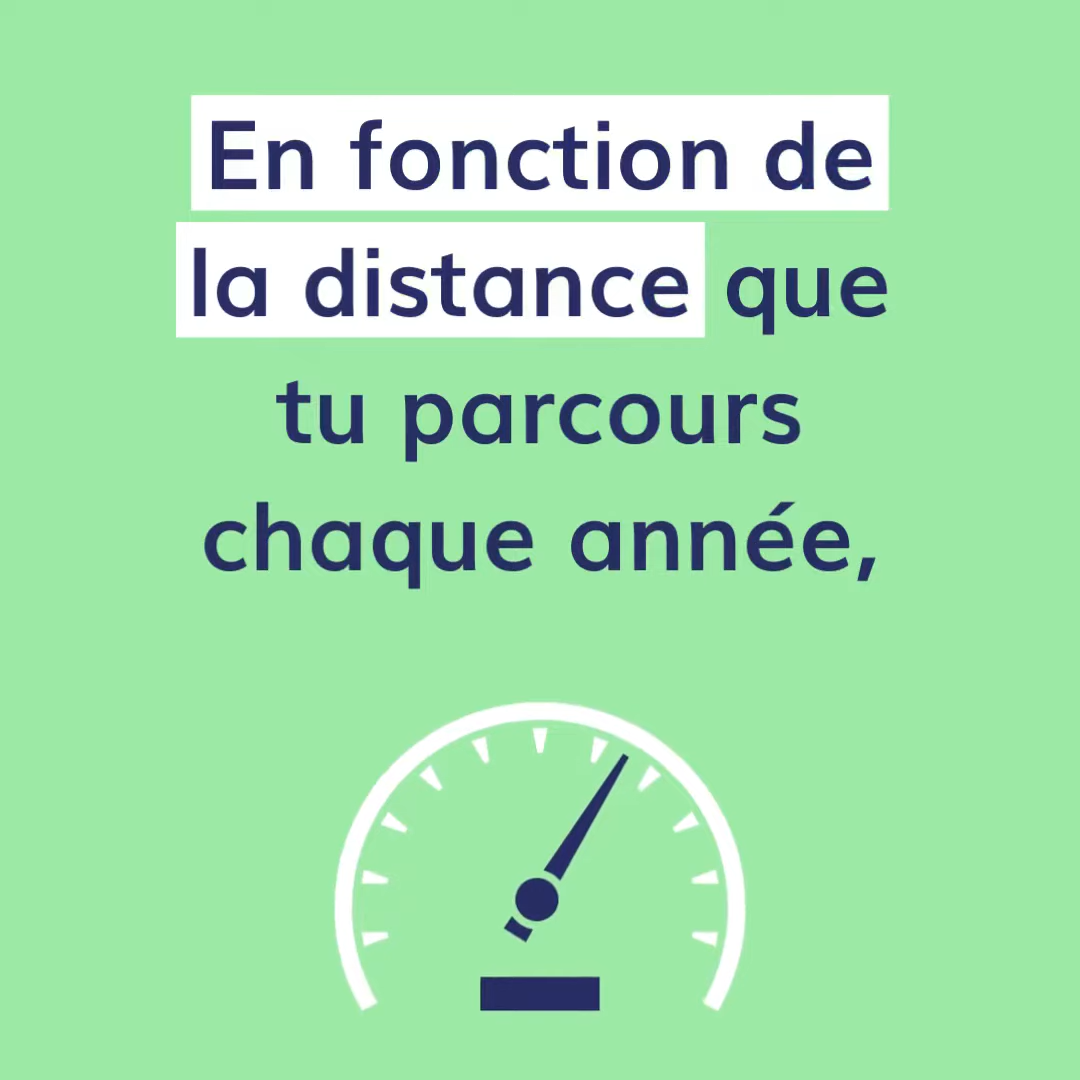 En fonction de
la distance que
tu parcours
chaque année,